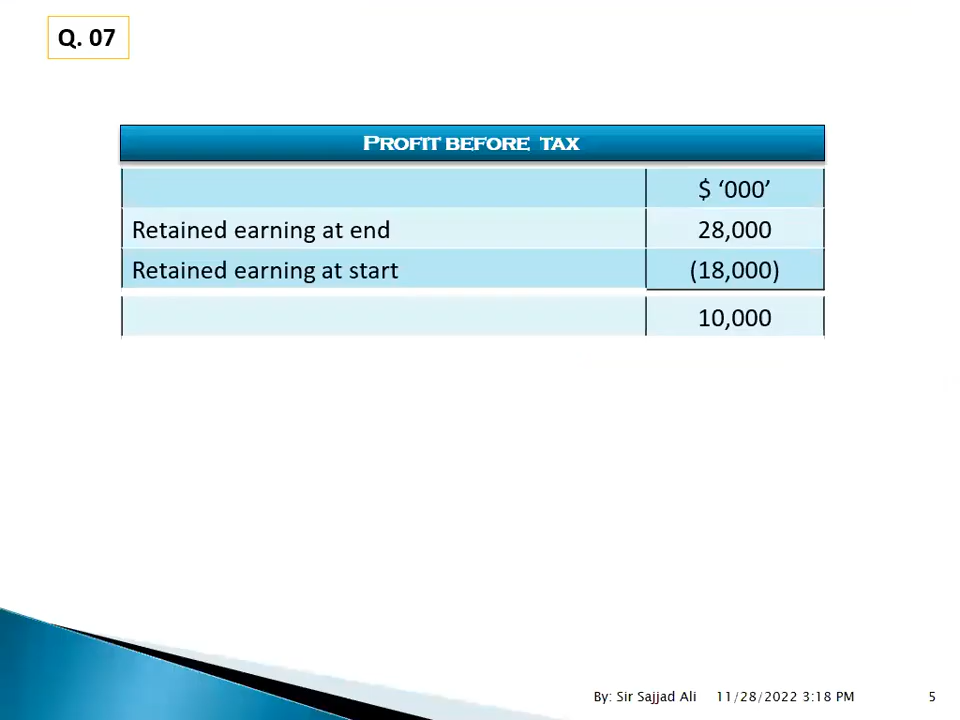 Q. 07
PROFIT BEFORE TAX
$ ‘000’
Retained earning at end 28,000
Retained earning at start (18,000)
10,000
By: Sir Sajjad Ali 11/28/2022 3:18 PM 5